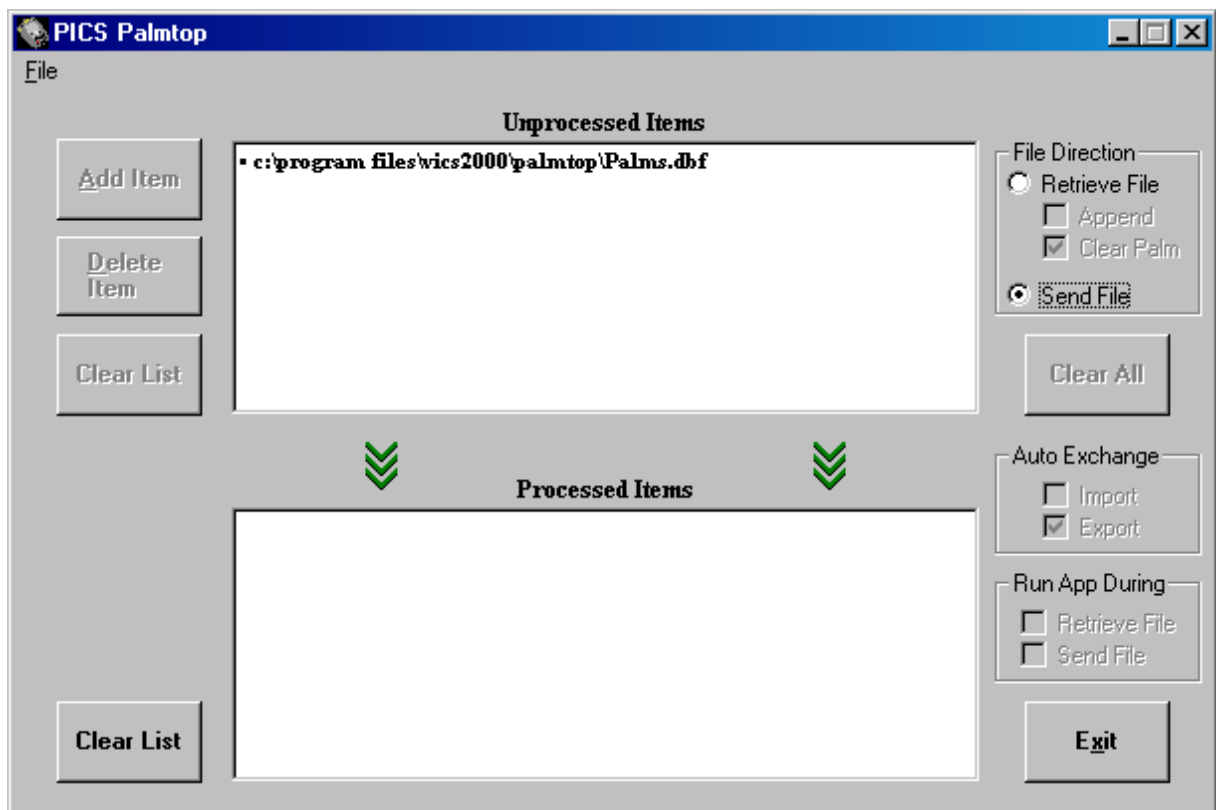 PICS Palmtop
File
Unprocessed Items
Add Item
Delete
Item
Clear List
▪ c:\program files\vics2000\palmtop\Palms.dbf
File Direction
Retrieve File
Append
Clear Palm
Send File
Clear All
Processed Items
Auto Exchange
Import
Export
Run App During
Retrieve File
Send File
Clear List
Exit